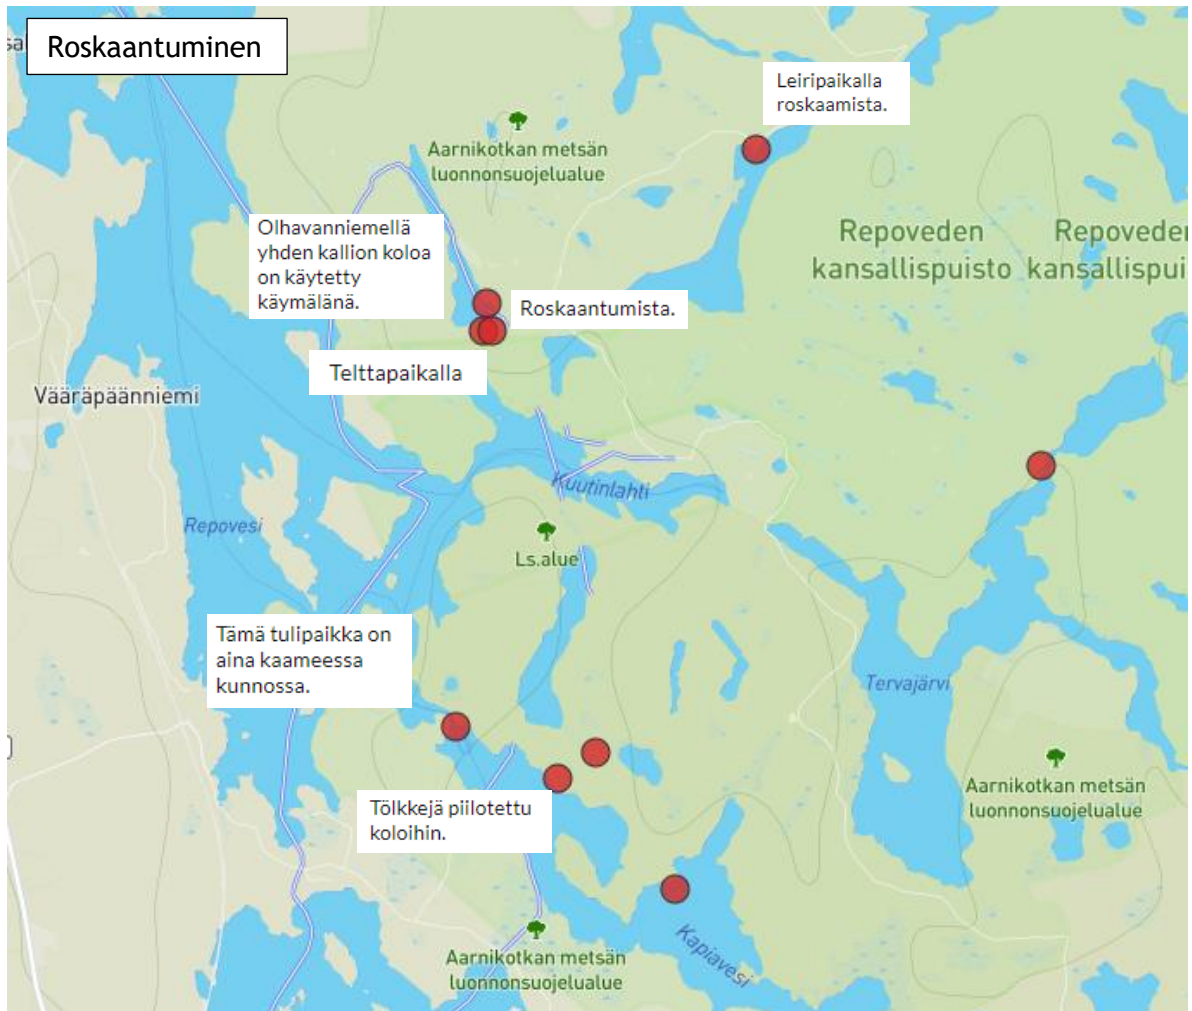 Roskaantuminen
Leiripaikalla
roskaamista.
Aarnikotkan metsän
luonnonsuojelualue
Olhavanniemellä
yhden kallion koloa
on käytetty
käymälänä.
Repoveden
kansallispuisto
Repoveden
kansallispui
Roskaantumista.
Telttapaikalla
Vääräpäänniemi
Kuutinlahti
Repovesi
Ls.alue
Tämä tulipaikka on
aina kaameessa
kunnossa.
Tervajärvi
Aarnikotkan metsän
luonnonsuojelualue
Tölkkejä piilotettu
koloihin.
Kapiavesi
Aarnikotkan metsän
luonnonsuojelualue